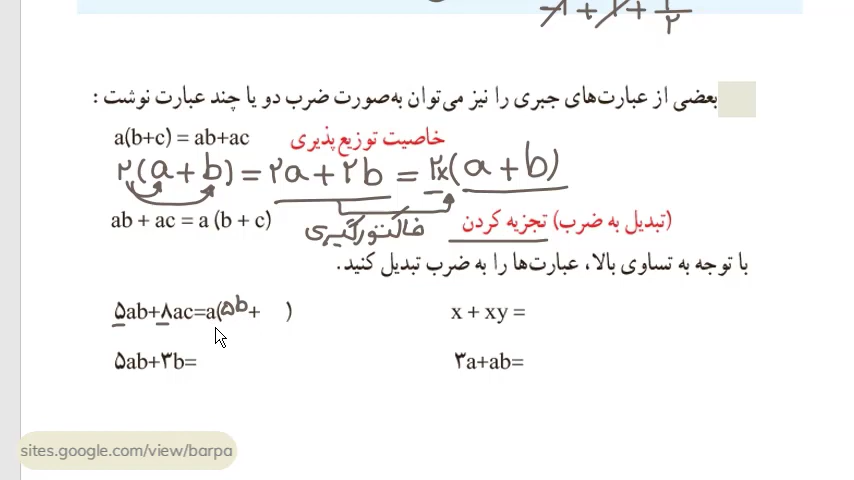 بعضی از عبارت‌های جبری را نیز می‌توان به‌صورت ضرب دو یا چند عبارت نوشت :
a(b+c) = ab+ac خاصیت توزیع پذیری
۲(a+b) = ۲a + ۲b = ۲×(a+b)
ab + ac = a (b + c) تجزیه کردن (تبدیل به ضرب)
فاکتورگیری
با توجه به تساوی بالا، عبارت‌ها را به ضرب تبدیل کنید.
۵ab+۸ac=a(۵b+ ) x + xy =
۵ab+۳b= ۳a+ab=
sites.google.com/view/barpa